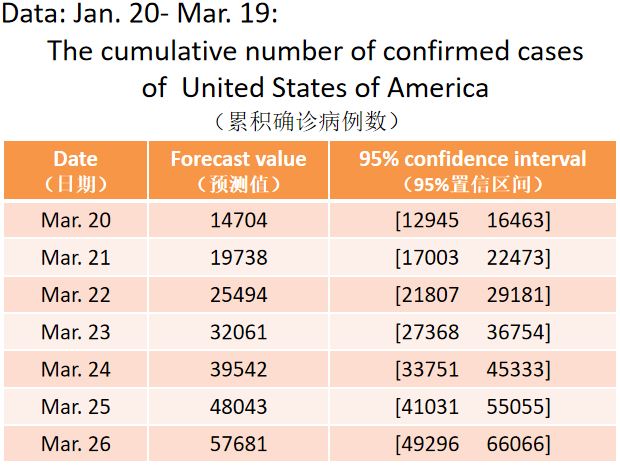 Data: Jan. 20- Mar. 19:
The cumulative number of confirmed cases
of United States of America
（累积确诊病例数）
Date Forecast value 95% confidence interval
（日期） （预测值） （95%置信区间）
Mar. 20 14704 [12945 16463]
Mar. 21 19738 [17003 22473]
Mar. 22 25494 [21807 29181]
Mar. 23 32061 [27368 36754]
Mar. 24 39542 [33751 45333]
Mar. 25 48043 [41031 55055]
Mar. 26 57681 [49296 66066]